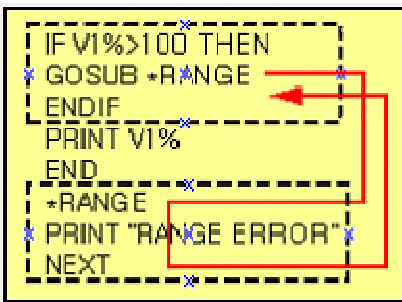 IF V1%>100 THEN
GOSUB *RANGE
ENDIF
PRINT V1%
END
*RANGE
PRINT "RANGE ERROR"
NEXT